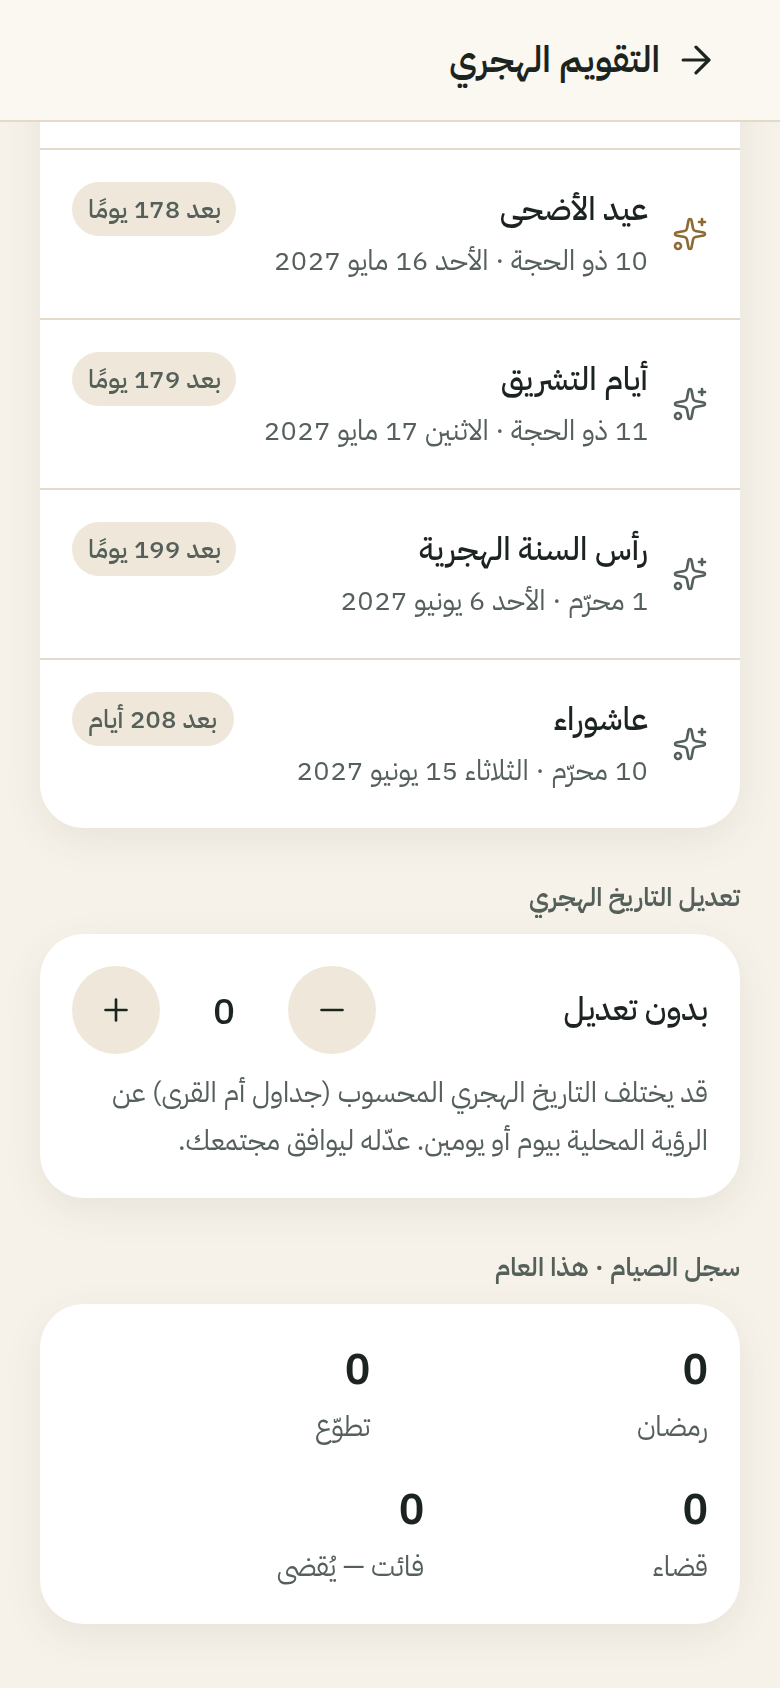 التقويم الهجري
عيد الأضحى
بعد 178 يومًا
10 ذو الحجة · الأحد 16 مايو 2027
أيام التشريق
بعد 179 يومًا
11 ذو الحجة · الاثنين 17 مايو 2027
رأس السنة الهجرية
بعد 199 يومًا
1 محرّم · الأحد 6 يونيو 2027
عاشوراء
بعد 208 أيام
10 محرّم · الثلاثاء 15 يونيو 2027
تعديل التاريخ الهجري
بدون تعديل
− 0 +
قد يختلف التاريخ الهجري المحسوب (جداول أم القرى) عن
الرؤية المحلية بيوم أو يومين. عدّله ليوافق مجتمعك.
سجل الصيام · هذا العام
0
رمضان
0
تطوّع
0
قضاء
0
فائت — يُقضى